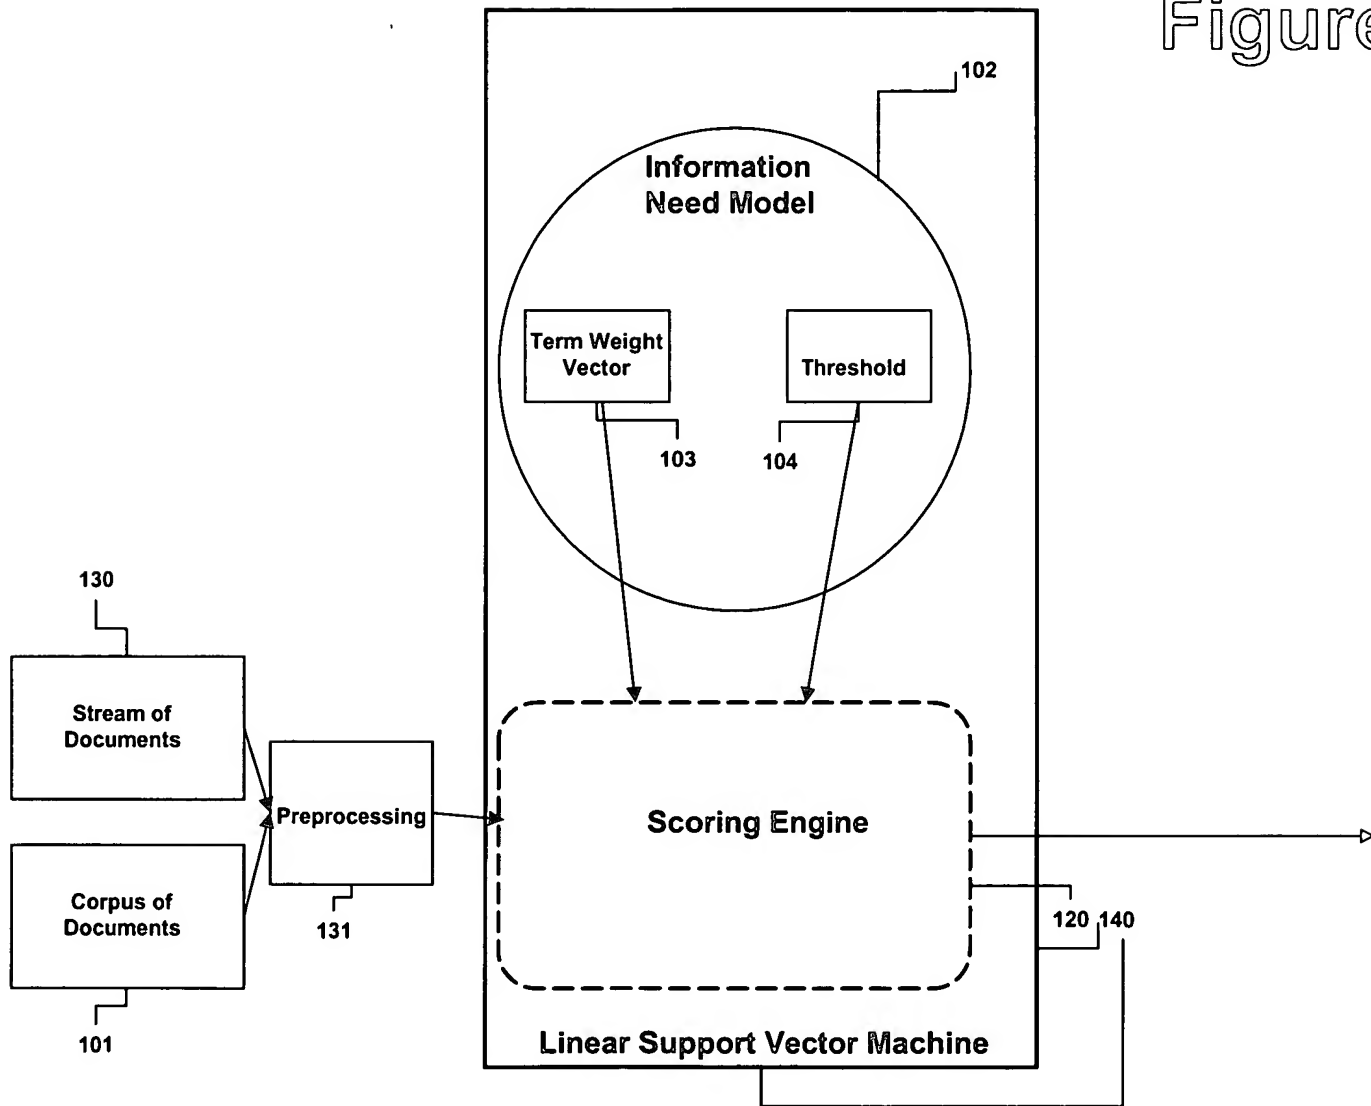 Figure
102
Information
Need Model
Term Weight
Vector
Threshold
103
104
130
Stream of
Documents
Preprocessing
Scoring Engine
Corpus of
Documents
131
120
140
101
Linear Support Vector Machine